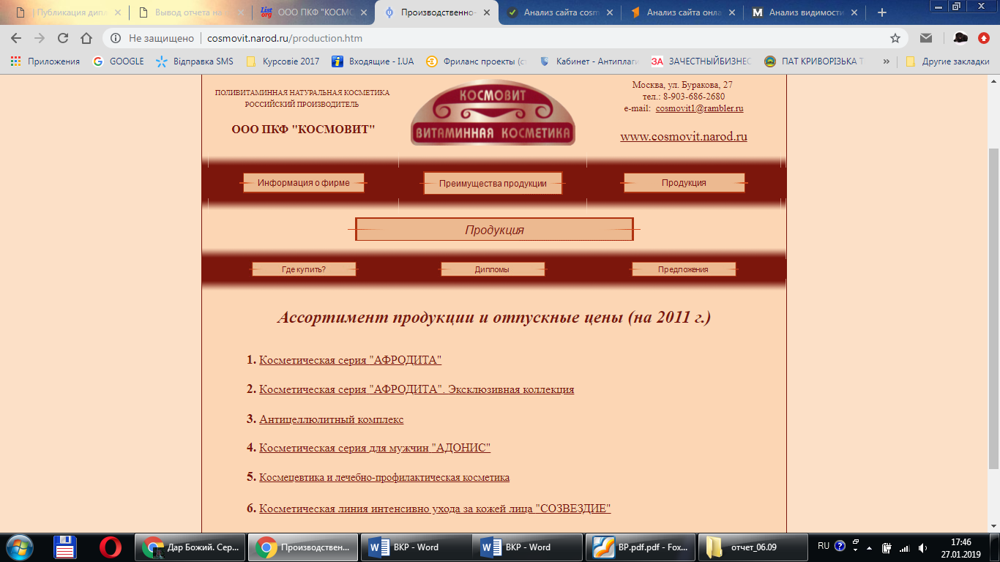 | Публикация дипл
Вывод отчета на
List org ООО ПКФ "КОСМО
Производственно-
Анализ сайта cosm
Анализ сайта онла
M Анализ видимости
Не защищено | cosmovit.narod.ru/production.htm
Приложения GOOGLE Відправка SMS Курсовіе 2017 Входящие - I.UA Фриланс проекты (с Кабинет - Антиплаги ЗА ЗАЧЕСТНЫЙБИЗНЕС ПАТ КРИВОРІЗЬКА Т » Другие закладки
ПОЛИВИТАМИННАЯ НАТУРАЛЬНАЯ КОСМЕТИКА
РОССИЙСКИЙ ПРОИЗВОДИТЕЛЬ
ООО ПКФ "КОСМОВИТ"
КОСМОВИТ
ВИТАМИННАЯ КОСМЕТИКА
Москва, ул. Буракова, 27
тел.: 8-903-686-2680
e-mail: cosmovit1@rambler.ru
www.cosmovit.narod.ru
Информация о фирме Преимущества продукции Продукция
Продукция
Где купить? Дипломы Предложения
Ассортимент продукции и отпускные цены (на 2011 г.)
1. Косметическая серия "АФРОДИТА"
2. Косметическая серия "АФРОДИТА". Эксклюзивная коллекция
3. Антицеллюлитный комплекс
4. Косметическая серия для мужчин "АДОНИС"
5. Космецевтика и лечебно-профилактическая косметика
6. Косметическая линия интенсивно ухода за кожей лица "СОЗВЕЗДИЕ"
Дар Божий. Сер... Производствен... ВКР - Word ВКР - Word BP.pdf.pdf - Fox... отчет_06.09 RU 17:46
27.01.2019